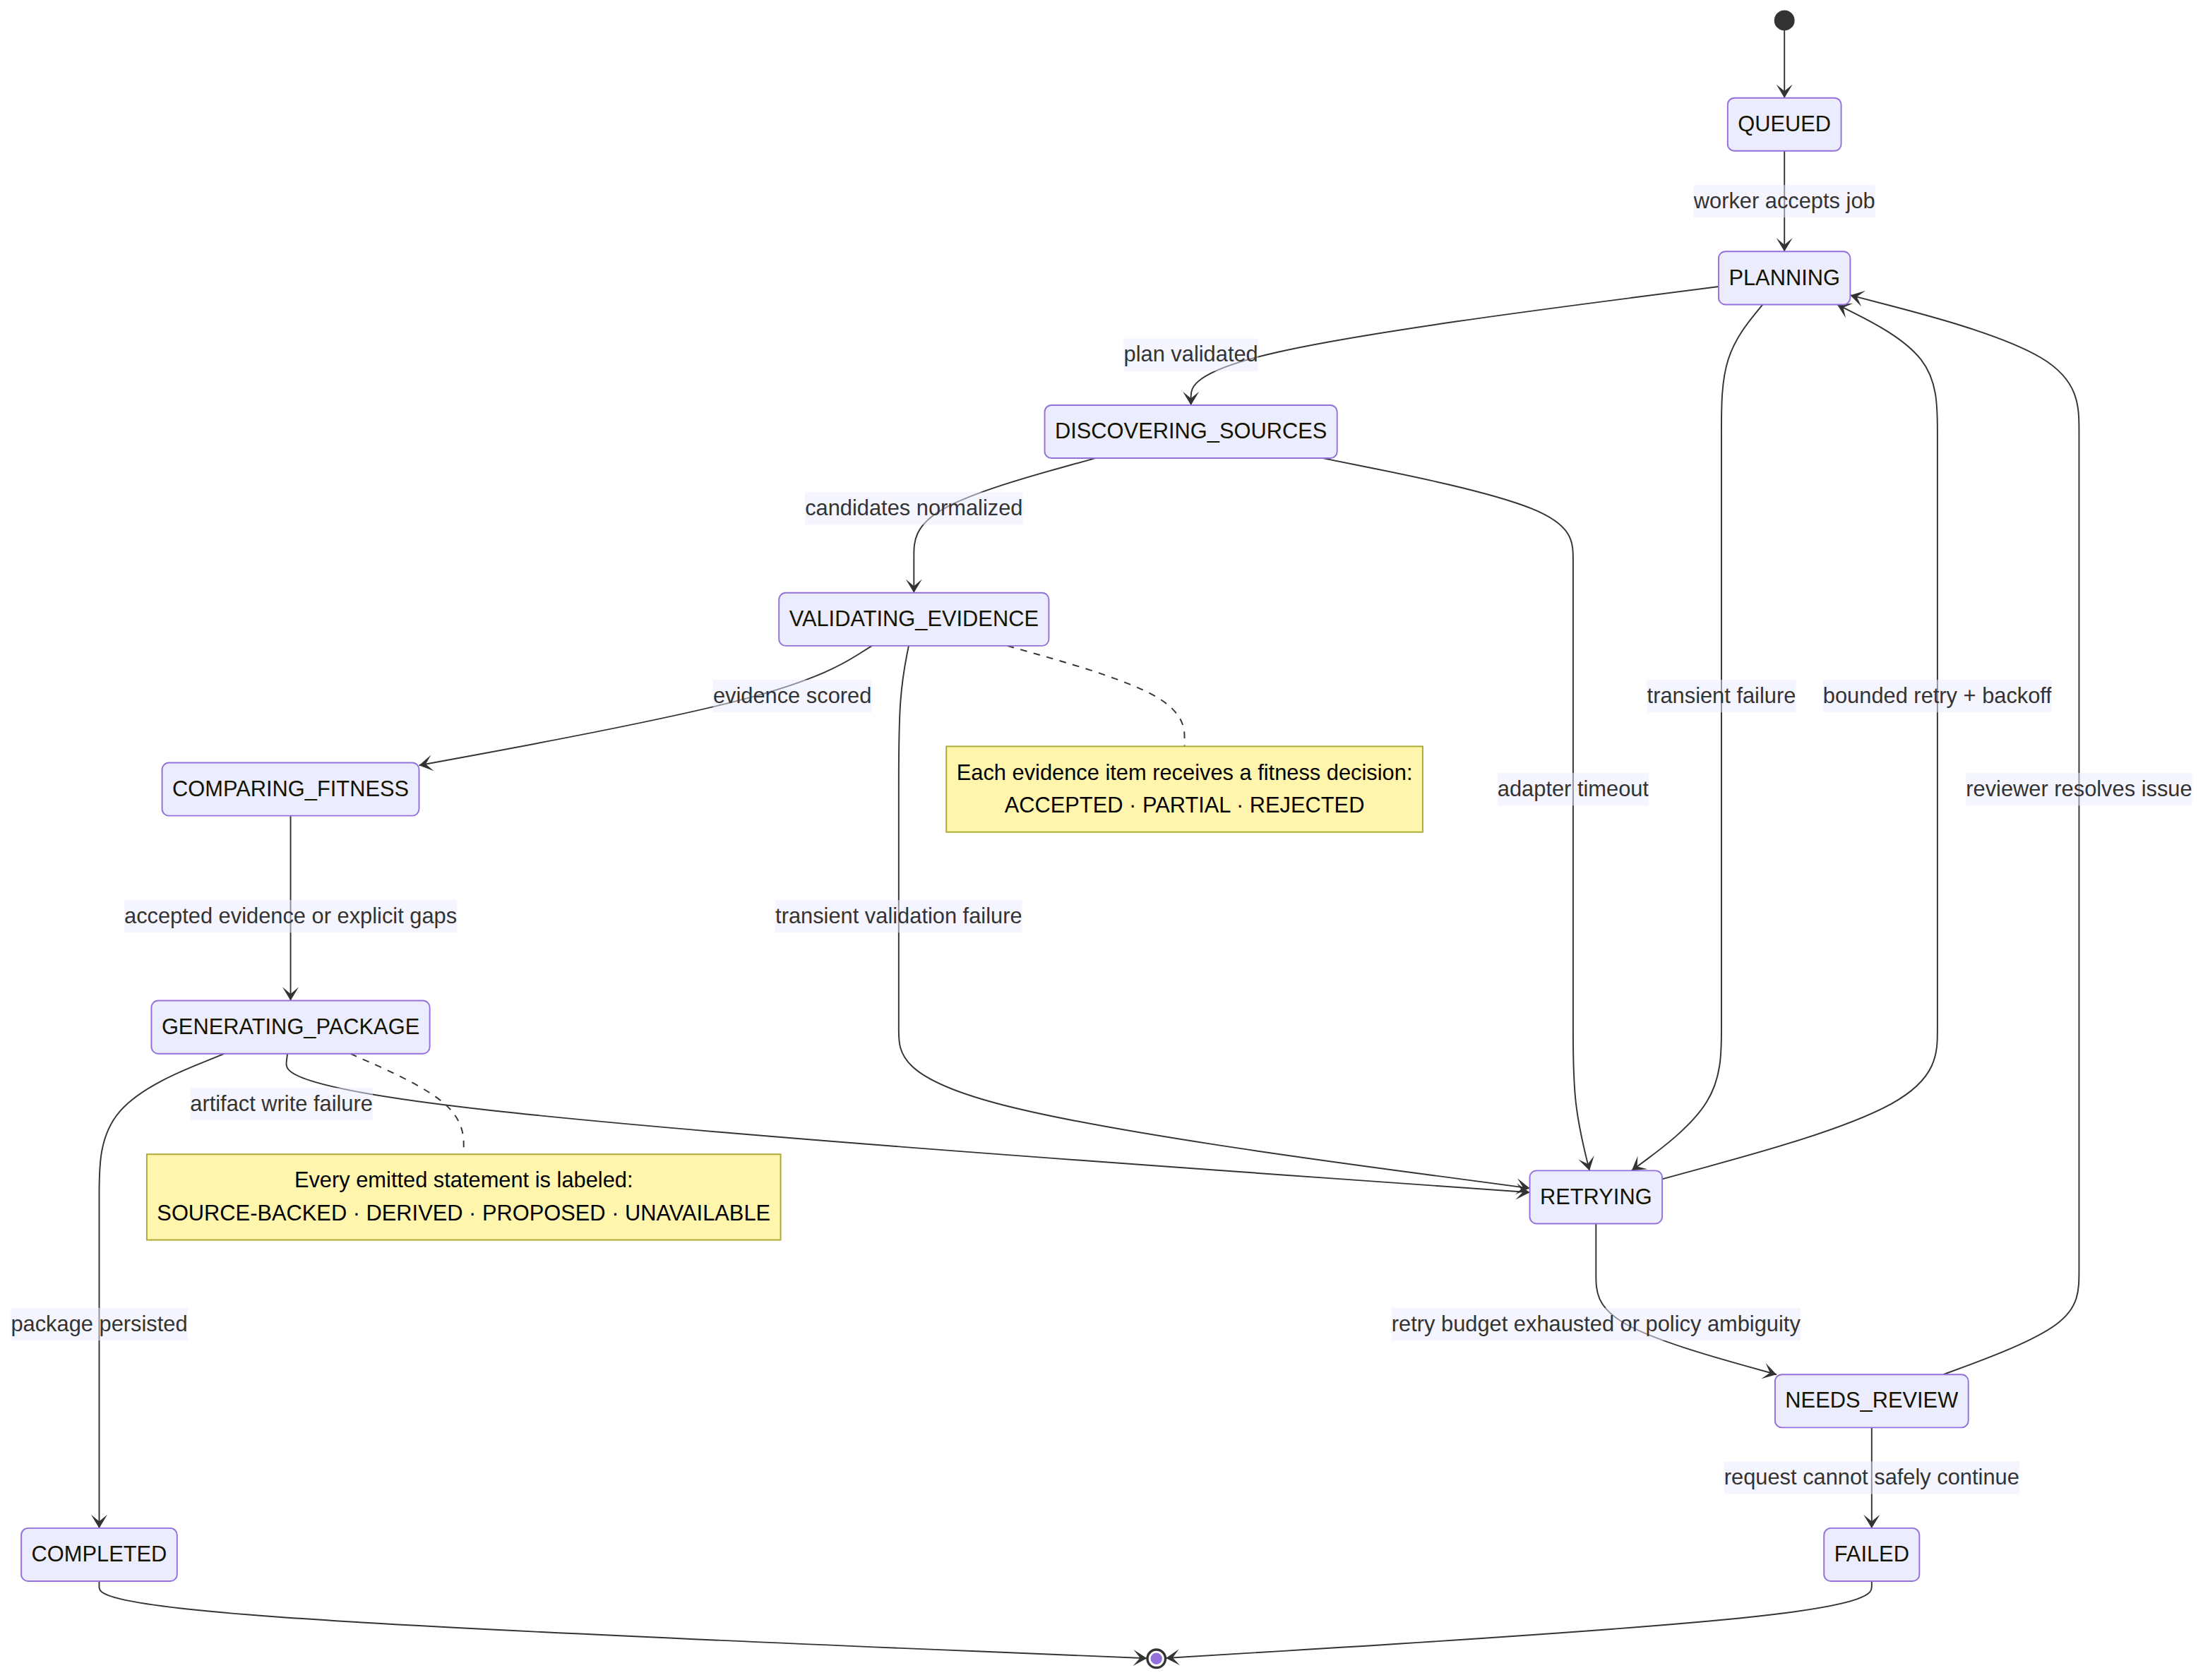 QUEUED
worker accepts job
PLANNING
plan validated
DISCOVERING_SOURCES
candidates normalized
VALIDATING_EVIDENCE
evidence scored
transient failure
bounded retry + backoff
Each evidence item receives a fitness decision:
ACCEPTED · PARTIAL · REJECTED
COMPARING_FITNESS
adapter timeout
reviewer resolves issue
accepted evidence or explicit gaps
transient validation failure
GENERATING_PACKAGE
artifact write failure
Every emitted statement is labeled:
SOURCE-BACKED · DERIVED · PROPOSED · UNAVAILABLE
RETRYING
package persisted
retry budget exhausted or policy ambiguity
NEEDS_REVIEW
request cannot safely continue
COMPLETED
FAILED